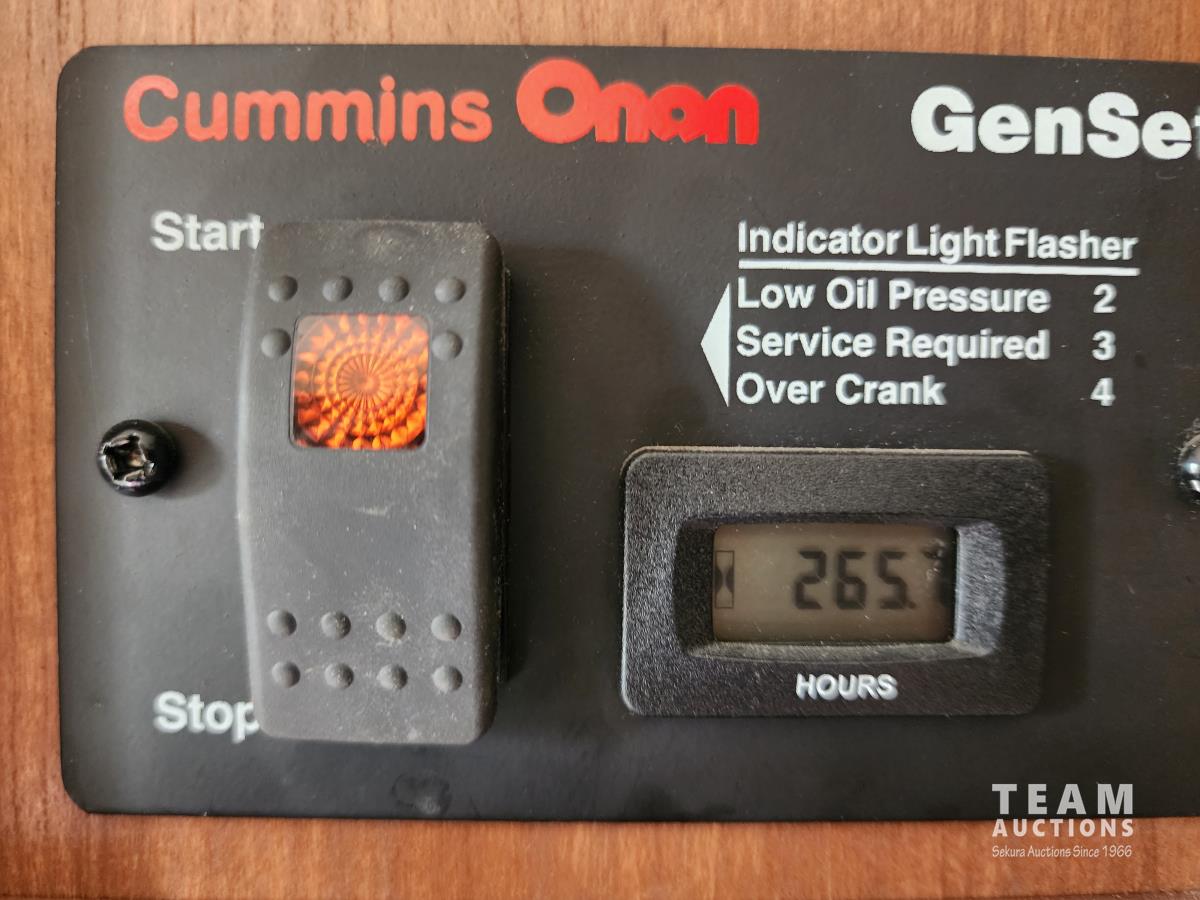 Cummins Onan
GenSet
Start
Indicator Light Flasher
Low Oil Pressure 2
Service Required 3
Over Crank 4
265.
HOURS
Stop
TEAM
AUCTIONS
Sekura Auctions Since 1966